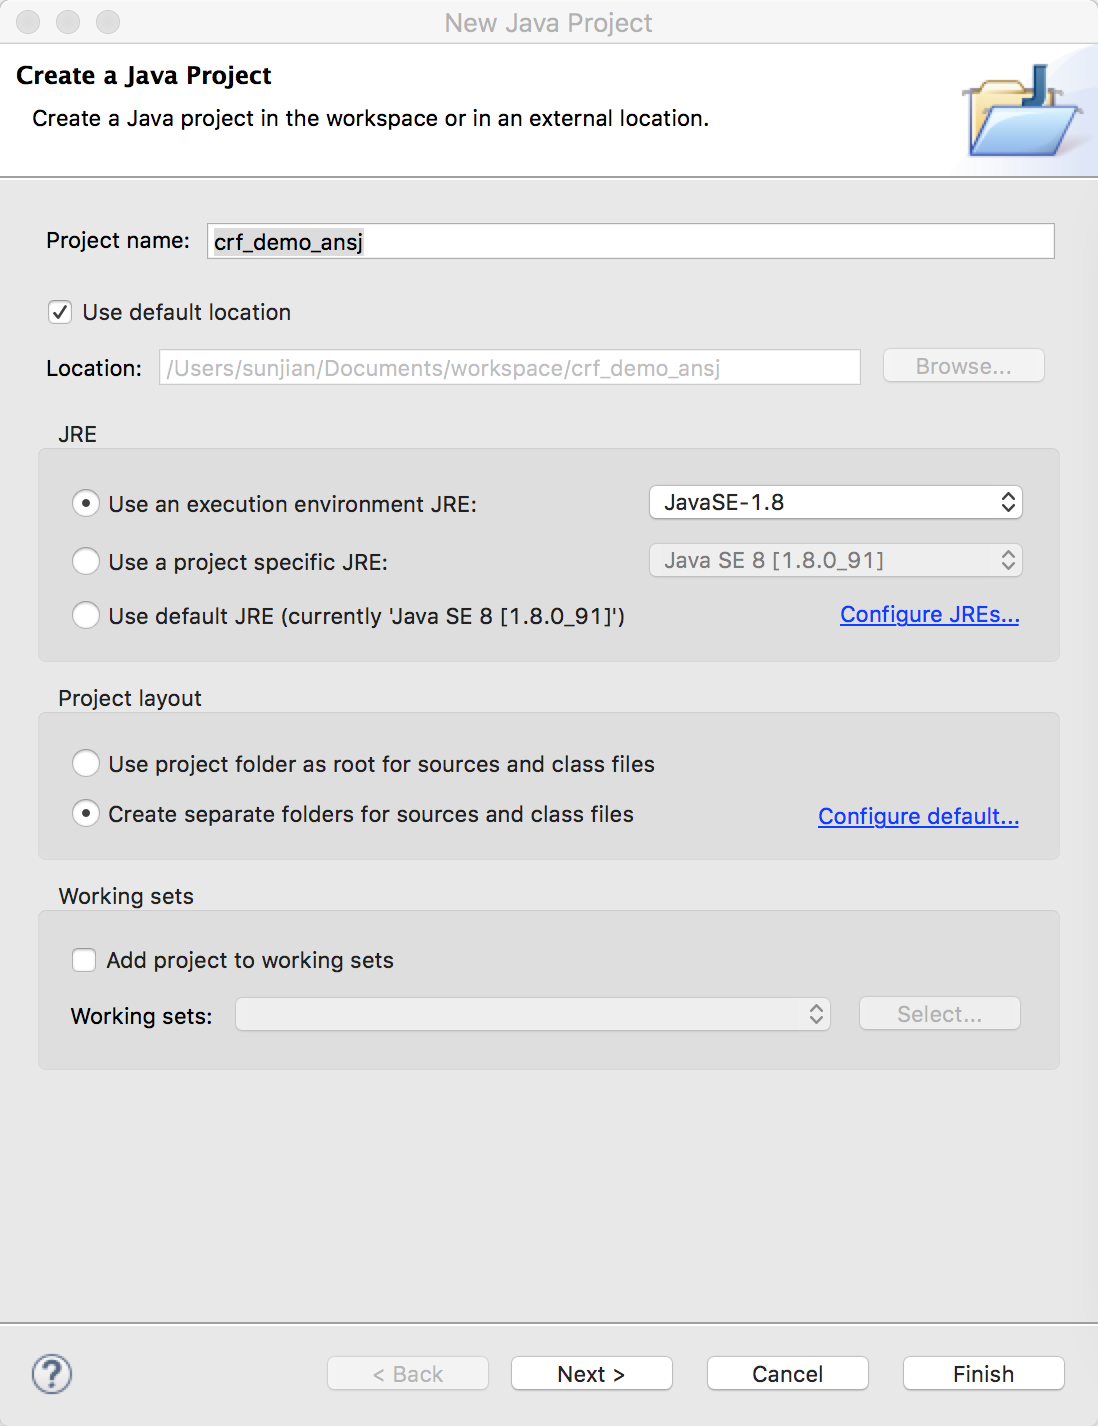 New Java Project
Create a Java Project
Create a Java project in the workspace or in an external location.
Project name: crf_demo_ansj
Use default location
Location: /Users/sunjian/Documents/workspace/crf_demo_ansj Browse...
JRE
Use an execution environment JRE: JavaSE-1.8
Use a project specific JRE: Java SE 8 [1.8.0_91]
Use default JRE (currently 'Java SE 8 [1.8.0_91]') Configure JREs...
Project layout
Use project folder as root for sources and class files
Create separate folders for sources and class files Configure default...
Working sets
Add project to working sets
Working sets: Select...
? < Back Next > Cancel Finish